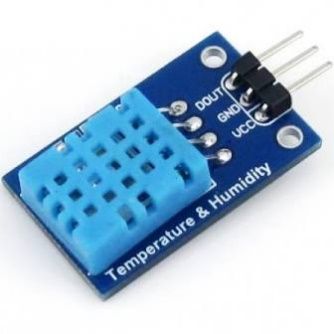 DOUT
GND
VCC
Temperature & Humidity